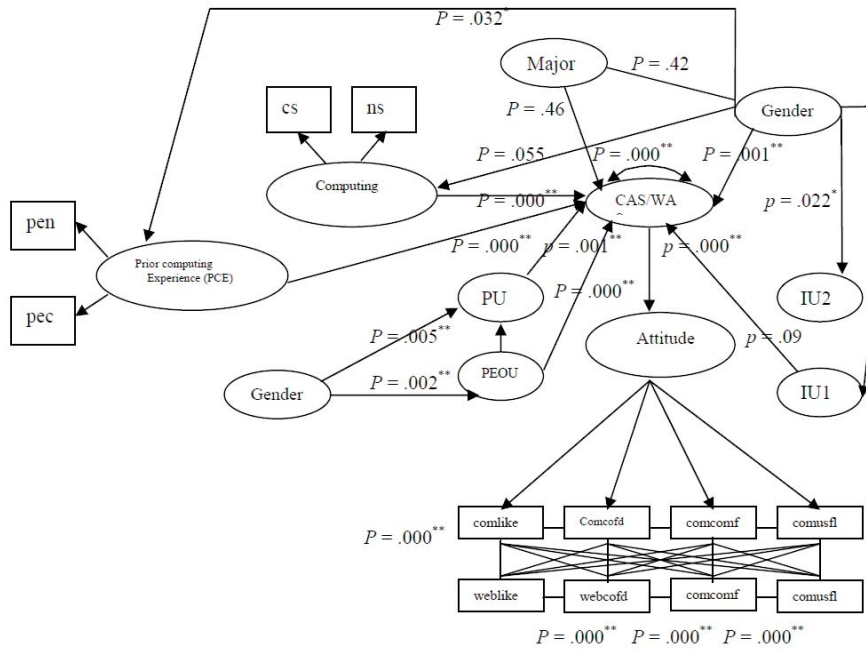 P = .032*
Major
P = .42
cs
ns
Gender
P = .46
P = .055
P = .000**
P = .001**
Computing
P = .000**
CAS/WA
p = .022*
pen
Prior computing
Experience (PCE)
P = .000**
p = .001**
p = .000**
PU
P = .000**
IU2
pec
P = .005**
Attitude
p = .09
PEOU
P = .002**
Gender
IU1
comlike
Comcofd
comcomf
comusfl
P = .000**
weblike
webcofd
comcomf
comusfl
P = .000**
P = .000**
P = .000**